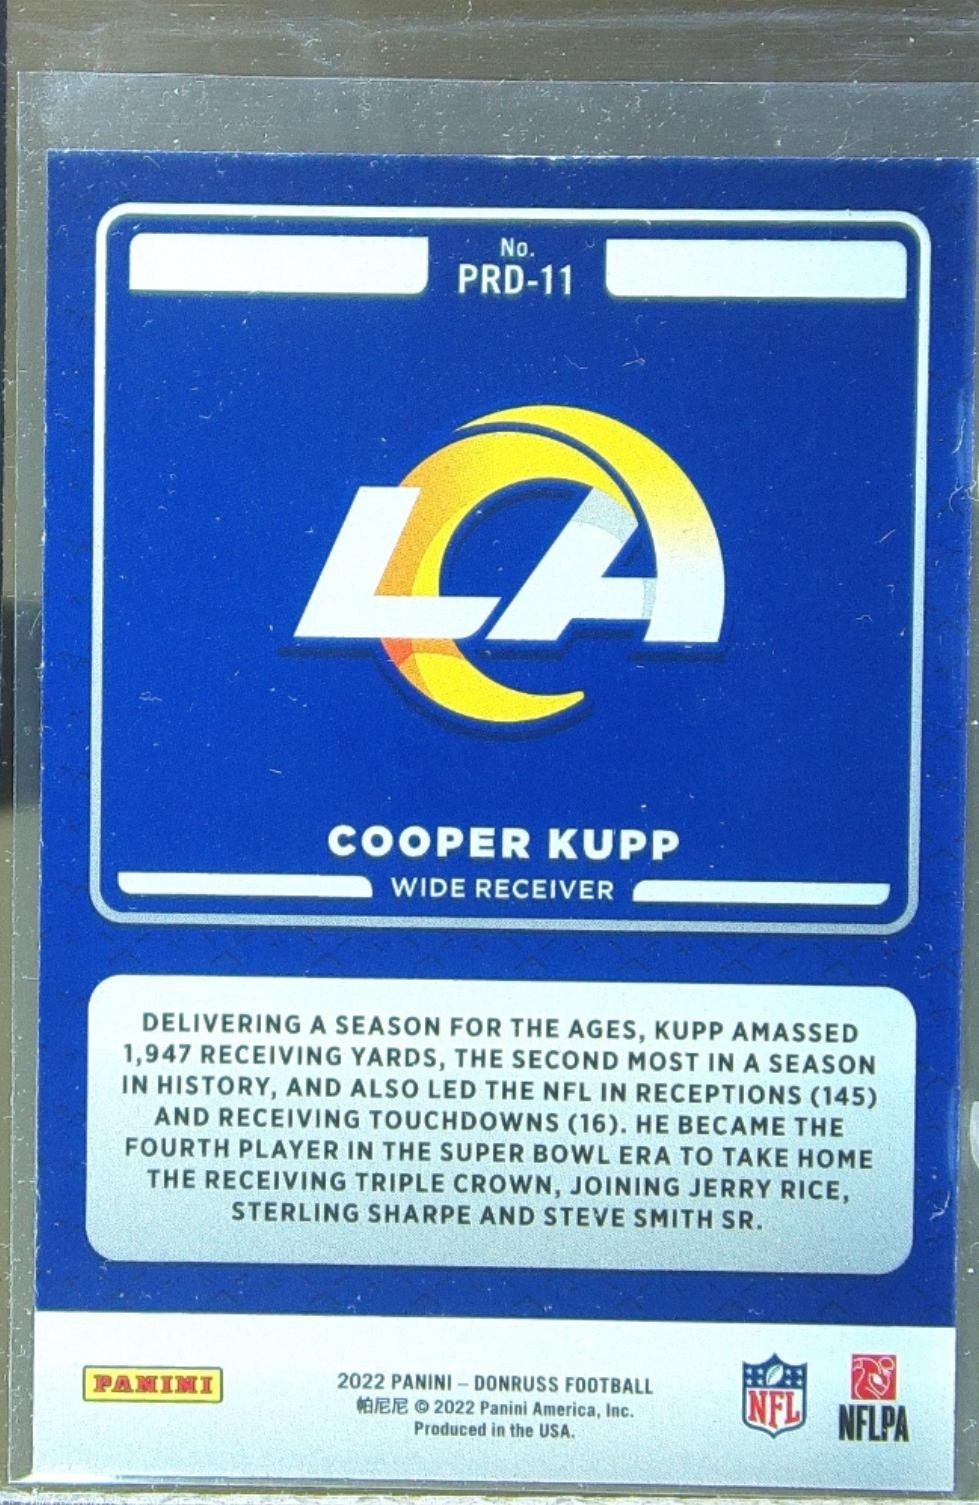 No.
PRD-11
LA
COOPER KUPP
WIDE RECEIVER
DELIVERING A SEASON FOR THE AGES, KUPP AMASSED
1,947 RECEIVING YARDS, THE SECOND MOST IN A SEASON
IN HISTORY, AND ALSO LED THE NFL IN RECEPTIONS (145)
AND RECEIVING TOUCHDOWNS (16). HE BECAME THE
FOURTH PLAYER IN THE SUPER BOWL ERA TO TAKE HOME
THE RECEIVING TRIPLE CROWN, JOINING JERRY RICE,
STERLING SHARPE AND STEVE SMITH SR.
PANINI
2022 PANINI – DONRUSS FOOTBALL
帕尼尼 © 2022 Panini America, Inc.
Produced in the USA.
NFL
NFLPA